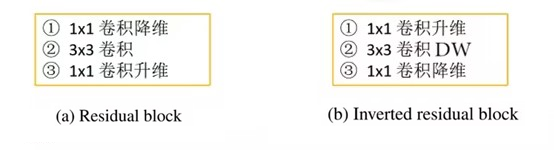 ① 1x1 卷积降维
② 3x3 卷积
③ 1x1 卷积升维
(a) Residual block
① 1x1 卷积升维
② 3x3 卷积 DW
③ 1x1 卷积降维
(b) Inverted residual block